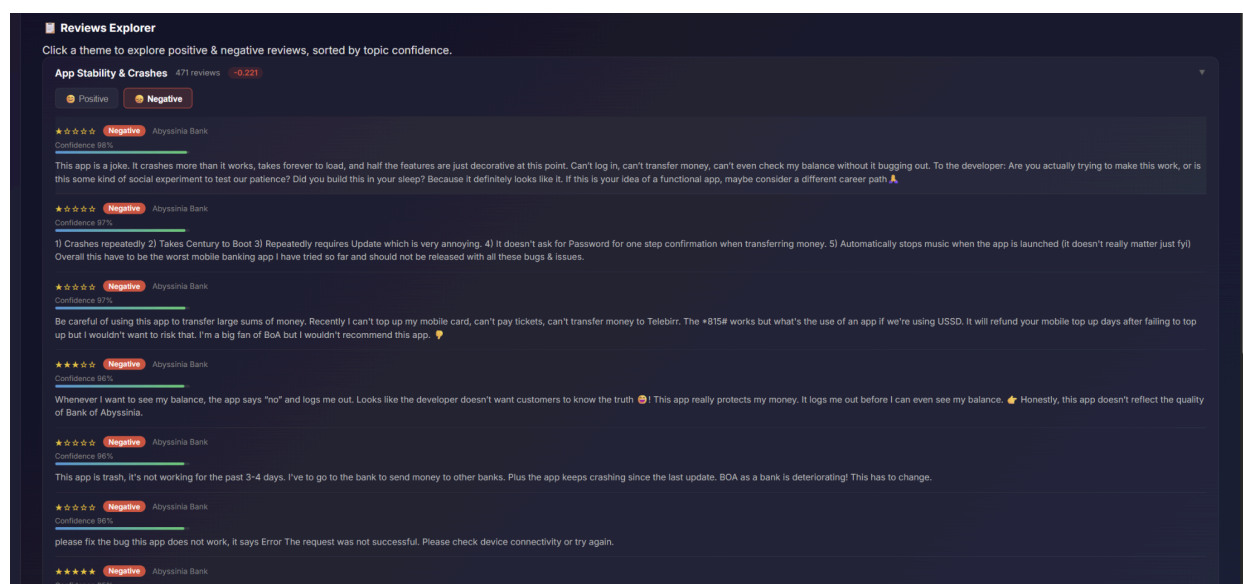 📋 Reviews Explorer
Click a theme to explore positive & negative reviews, sorted by topic confidence.
App Stability & Crashes 471 reviews -0.221 ▼
😊 Positive 😡 Negative
★☆☆☆☆ Negative Abyssinia Bank
Confidence 98%
This app is a joke. It crashes more than it works, takes forever to load, and half the features are just decorative at this point. Can't log in, can't transfer money, can't even check my balance without it bugging out. To the developer: Are you actually trying to make this work, or is
this some kind of social experiment to test our patience? Did you build this in your sleep? Because it definitely looks like it. If this is your idea of a functional app, maybe consider a different career path
★☆☆☆☆ Negative Abyssinia Bank
Confidence 97%
1) Crashes repeatedly 2) Takes Century to Boot 3) Repeatedly requires Update which is very annoying. 4) It doesn't ask for Password for one step confirmation when transferring money. 5) Automatically stops music when the app is launched (it doesn't really matter just fyi)
Overall this have to be the worst mobile banking app I have tried so far and should not be released with all these bugs & issues.
★☆☆☆☆ Negative Abyssinia Bank
Confidence 97%
Be careful of using this app to transfer large sums of money. Recently I can't top up my mobile card, can't pay tickets, can't transfer money to Telebirr. The *815# works but what's the use of an app if we're using USSD. It will refund your mobile top up days after failing to top
up but I wouldn't want to risk that. I'm a big fan of BoA but I wouldn't recommend this app. 👎
★★★☆☆ Negative Abyssinia Bank
Confidence 96%
Whenever I want to see my balance, the app says "no" and logs me out. Looks like the developer doesn't want customers to know the truth 😅! This app really protects my money. It logs me out before I can even see my balance. 👉 Honestly, this app doesn't reflect the quality
of Bank of Abyssinia.
★☆☆☆☆ Negative Abyssinia Bank
Confidence 96%
This app is trash, it's not working for the past 3-4 days. I've to go to the bank to send money to other banks. Plus the app keeps crashing since the last update. BOA as a bank is deteriorating! This has to change.
★☆☆☆☆ Negative Abyssinia Bank
Confidence 96%
please fix the bug this app does not work, it says Error The request was not successful. Please check device connectivity or try again.
★★★★★ Negative Abyssinia Bank